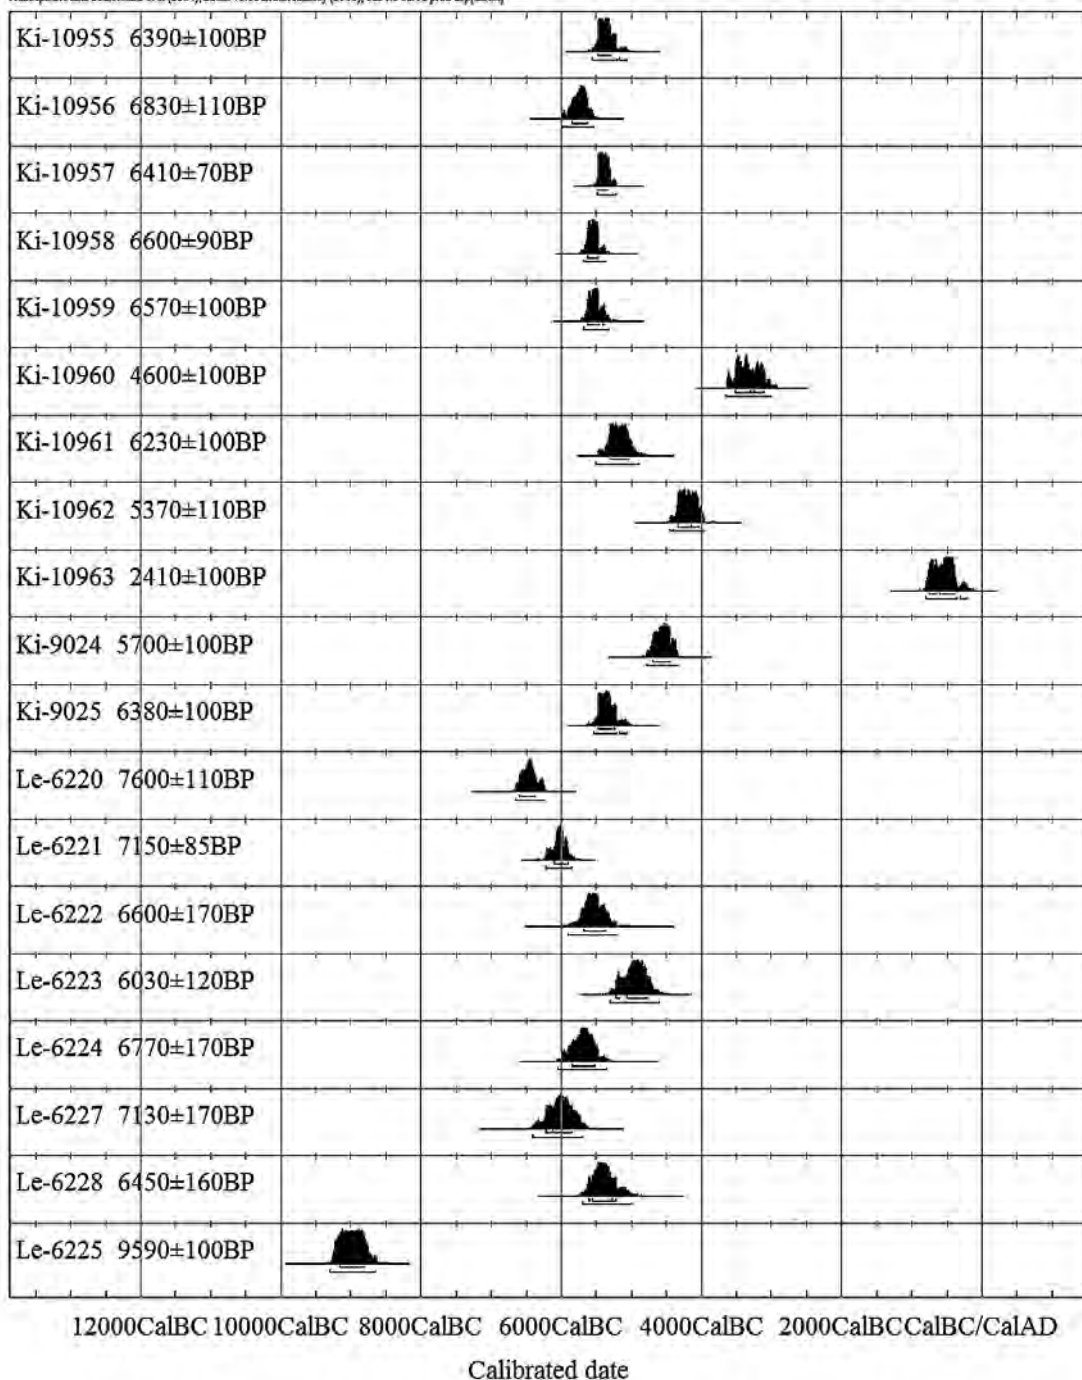 Ki-10955 6390±100BP
Ki-10956 6830±110BP
Ki-10957 6410±70BP
Ki-10958 6600±90BP
Ki-10959 6570±100BP
Ki-10960 4600±100BP
Ki-10961 6230±100BP
Ki-10962 5370±110BP
Ki-10963 2410±100BP
Ki-9024 5700±100BP
Ki-9025 6380±100BP
Le-6220 7600±110BP
Le-6221 7150±85BP
Le-6222 6600±170BP
Le-6223 6030±120BP
Le-6224 6770±170BP
Le-6227 7130±170BP
Le-6228 6450±160BP
Le-6225 9590±100BP
12000CalBC 10000CalBC 8000CalBC 6000CalBC 4000CalBC 2000CalBCCalBC/CalAD
Calibrated date